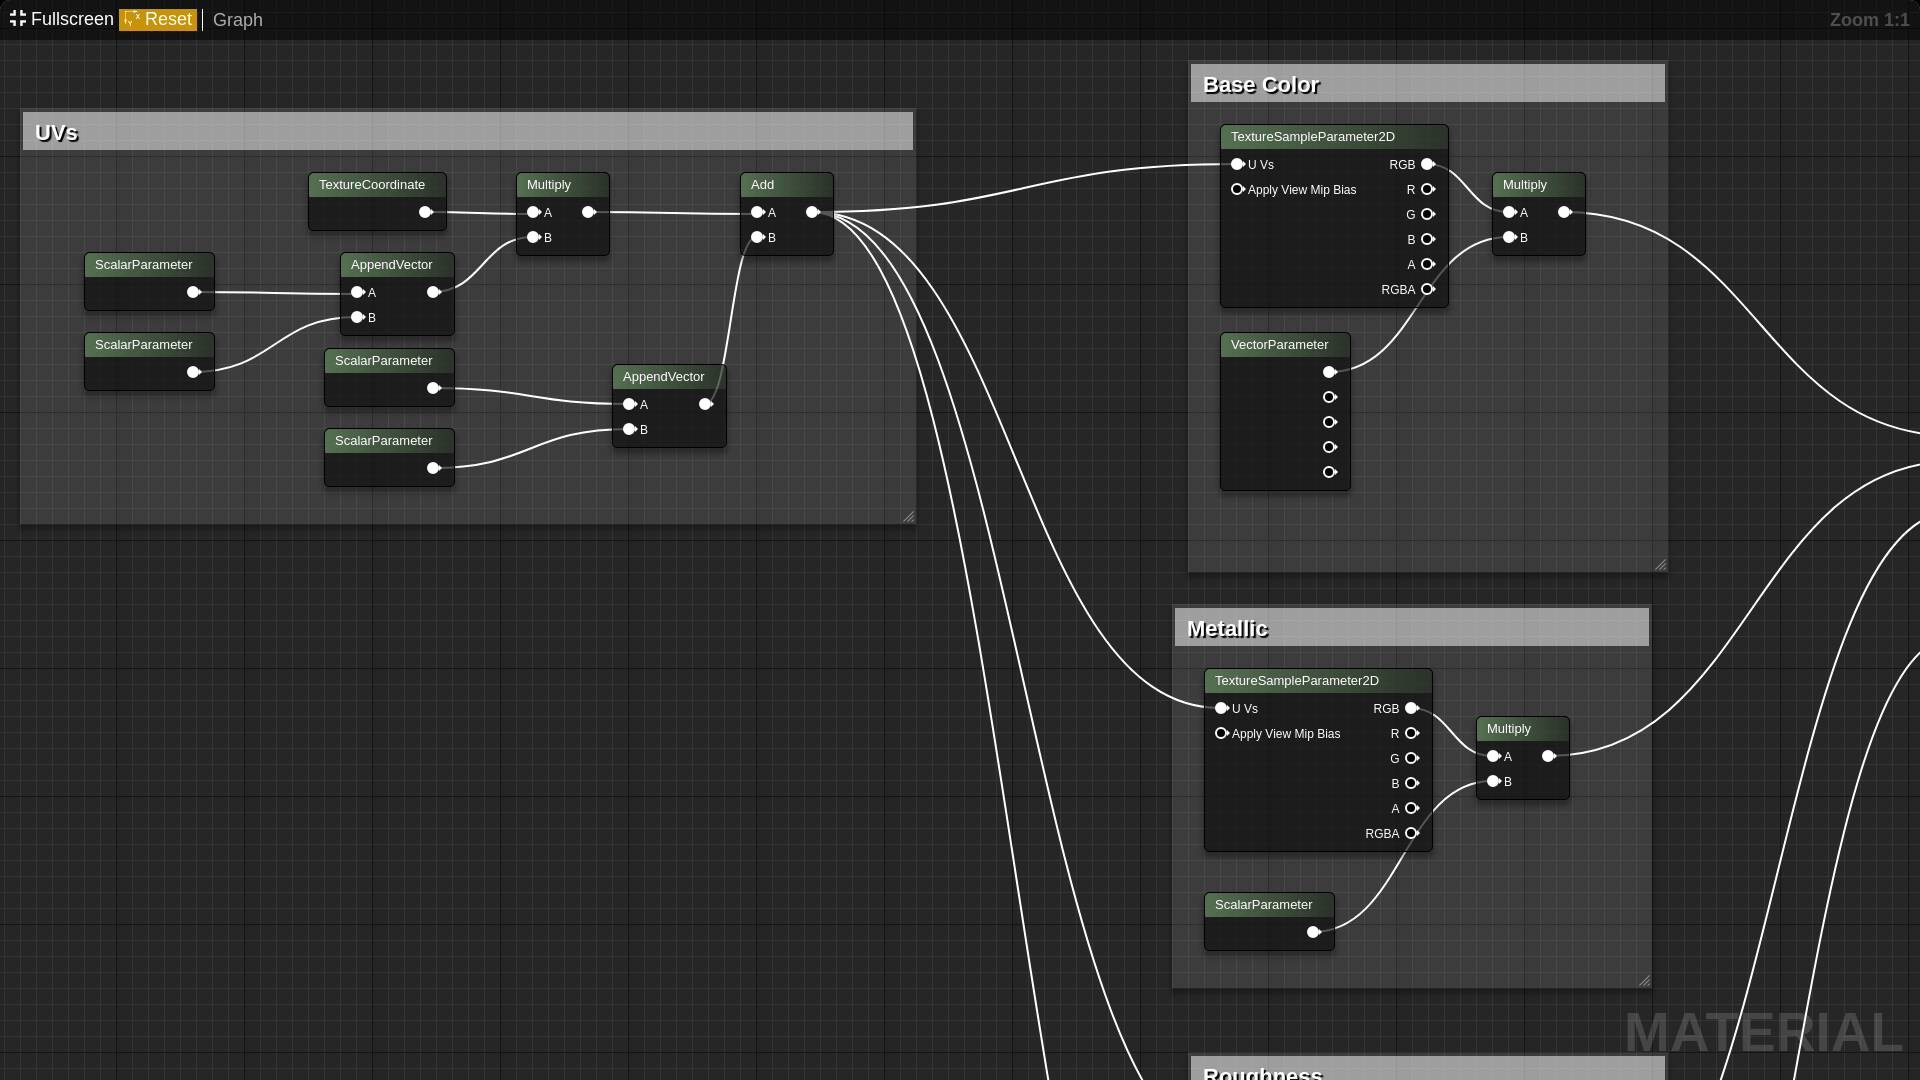 Fullscreen Reset Graph
Zoom 1:1
UVs
TextureCoordinate
Multiply
A
B
Add
A
B
ScalarParameter
AppendVector
A
B
ScalarParameter
ScalarParameter
AppendVector
A
B
ScalarParameter
Base Color
TextureSampleParameter2D
U Vs RGB
Apply View Mip Bias R
G
B
A
RGBA
Multiply
A
B
VectorParameter
Metallic
TextureSampleParameter2D
U Vs RGB
Apply View Mip Bias R
G
B
A
RGBA
Multiply
A
B
ScalarParameter
MATERIAL
Roughness